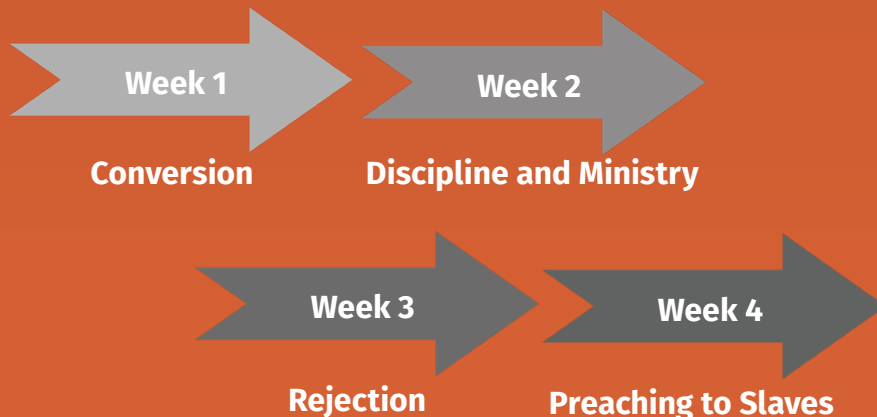 Week 1
Week 2
Conversion
Discipline and Ministry
Week 3
Week 4
Rejection
Preaching to Slaves